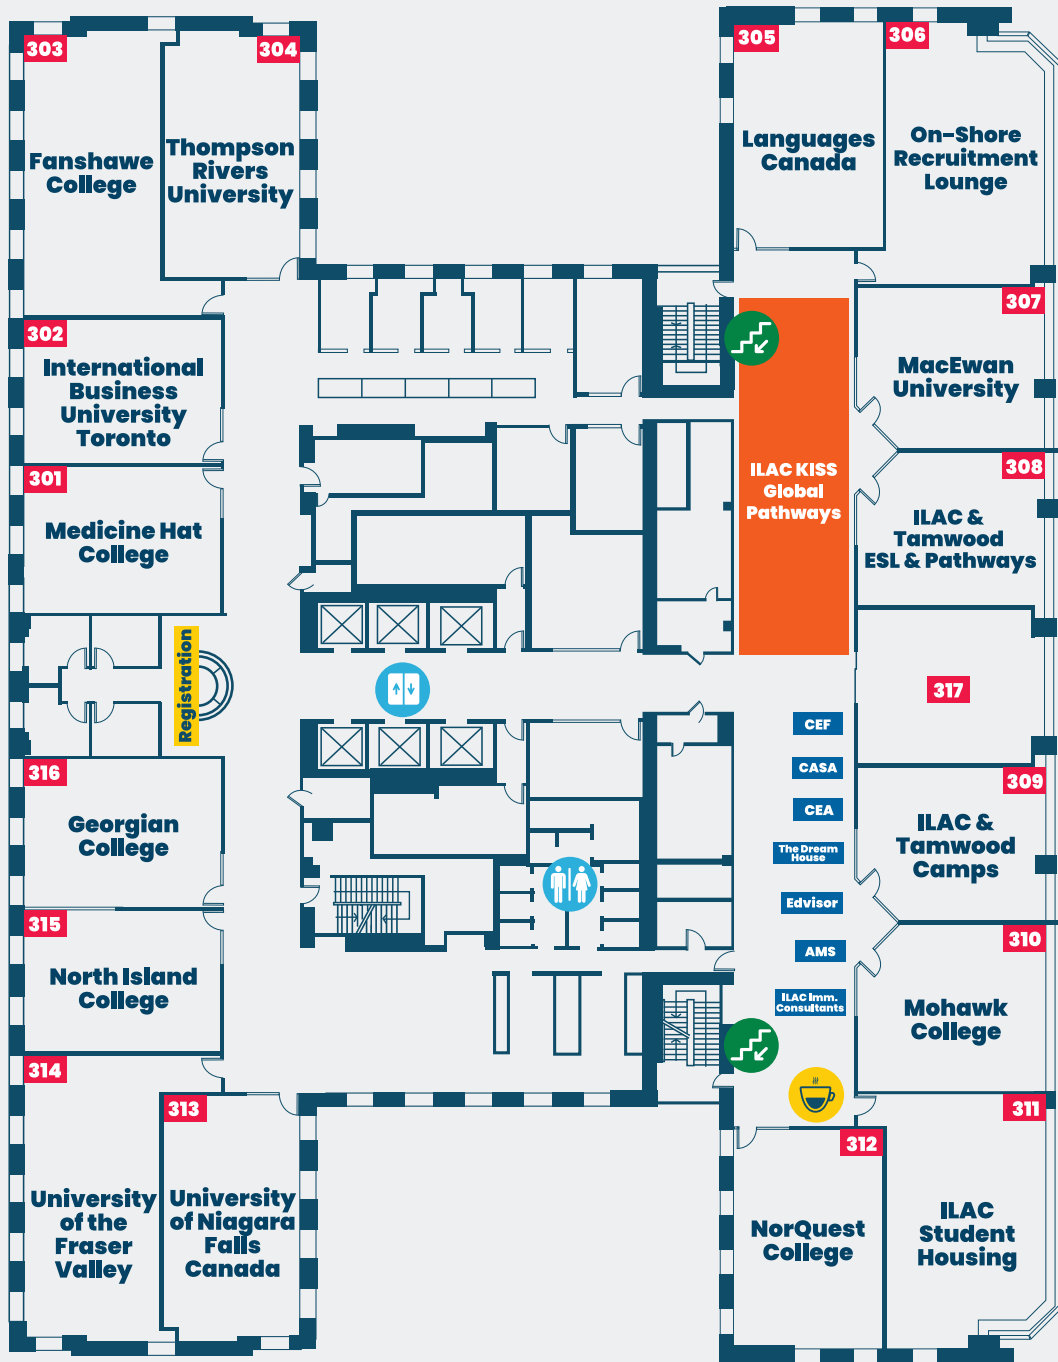 303
304
Fanshawe
College
Thompson
Rivers
University
305
306
Languages
Canada
On-Shore
Recruitment
Lounge
302
International
Business
University
Toronto
301
Medicine Hat
College
307
MacEwan
University
ILAC KISS
Global
Pathways
308
ILAC &
Tamwood
ESL & Pathways
Registration
317
CEF
CASA
CEA
The Dream
House
Edvisor
AMS
ILAC Imm.
Consultants
316
Georgian
College
309
ILAC &
Tamwood
Camps
315
North Island
College
310
Mohawk
College
314
University
of the
Fraser
Valley
313
University
of Niagara
Falls
Canada
312
NorQuest
College
311
ILAC
Student
Housing